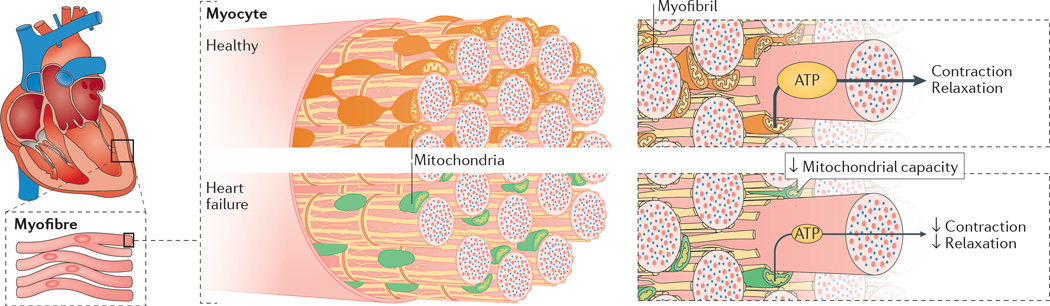 Myocyte
Healthy
Heart
failure
Mitochondria
Myofibre
Myofibril
ATP
Contraction
Relaxation
↓ Mitochondrial capacity
ATP
↓ Contraction
↓ Relaxation